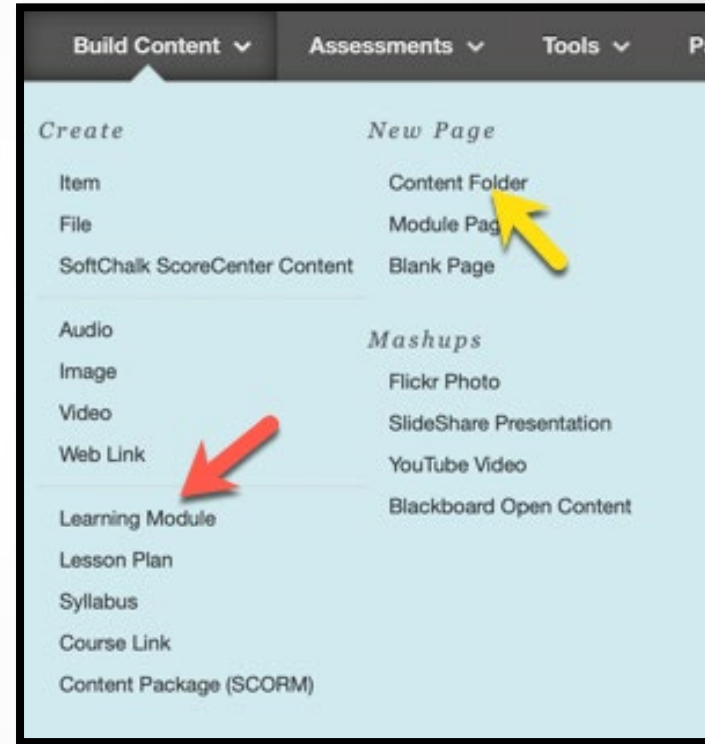 Build Content Assessments Tools
Create
Item
File
SoftChalk ScoreCenter Content
Audio
Image
Video
Web Link
Learning Module
Lesson Plan
Syllabus
Course Link
Content Package (SCORM)
New Page
Content Folder
Module Page
Blank Page
Mashups
Flickr Photo
SlideShare Presentation
YouTube Video
Blackboard Open Content